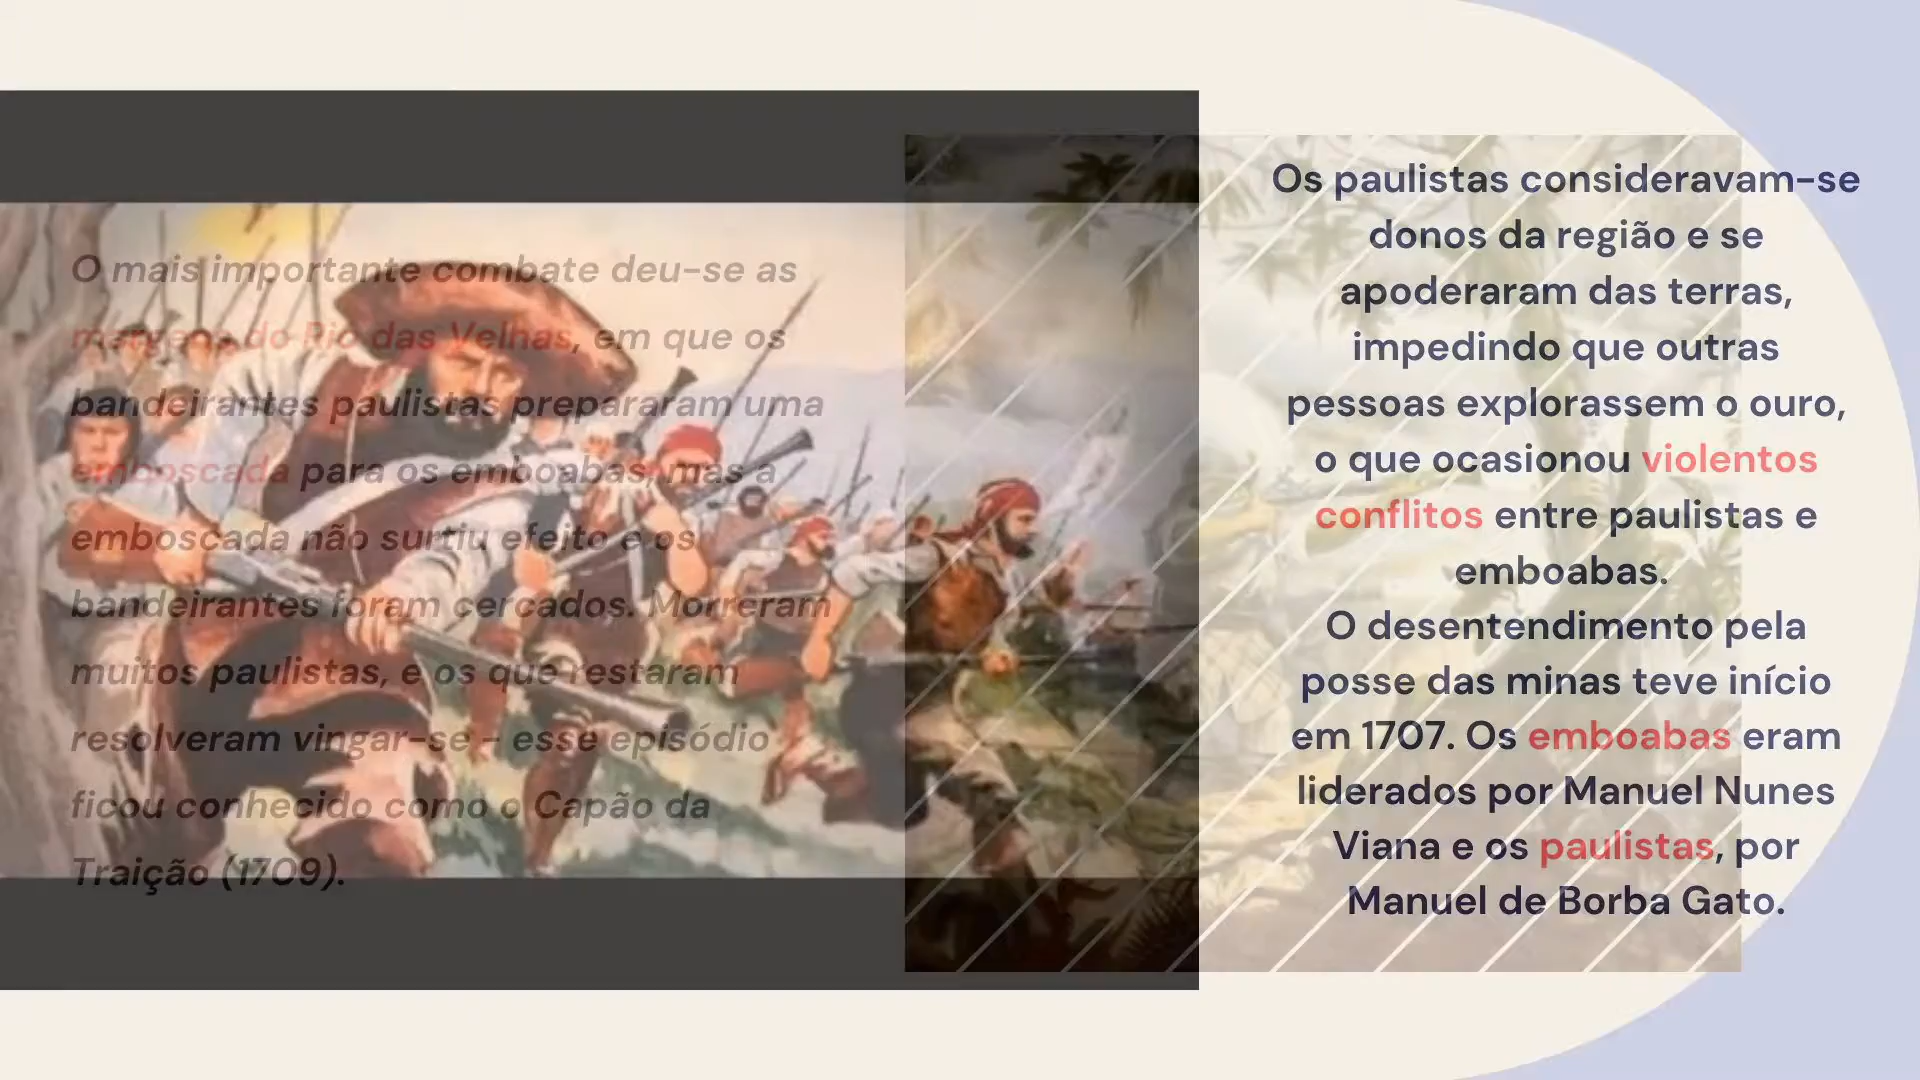 O mais importante combate deu-se as
margens do Rio das Velhas, em que os
bandeirantes paulistas prepararam uma
emboscada para os emboabas, mas a
emboscada não surtiu efeito e os
bandeirantes foram cercados. Morreram
muitos paulistas, e os que restaram
resolveram vingar-se - esse episódio
ficou conhecido como o Capão da
Traição (1709).
Os paulistas consideravam-se
donos da região e se
apoderaram das terras,
impedindo que outras
pessoas explorassem o ouro,
o que ocasionou violentos
conflitos entre paulistas e
emboabas.
O desentendimento pela
posse das minas teve início
em 1707. Os emboabas eram
liderados por Manuel Nunes
Viana e os paulistas, por
Manuel de Borba Gato.